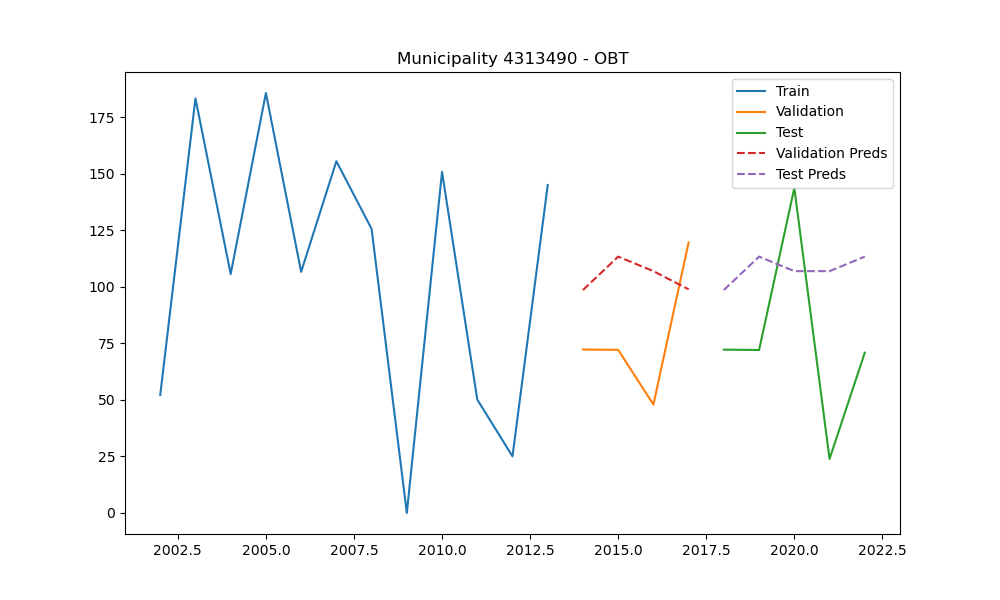 Municipality 4313490 - OBT
Train
Validation
Test
Validation Preds
Test Preds
175
150
125
100
75
50
25
0
2002.5 2005.0 2007.5 2010.0 2012.5 2015.0 2017.5 2020.0 2022.5